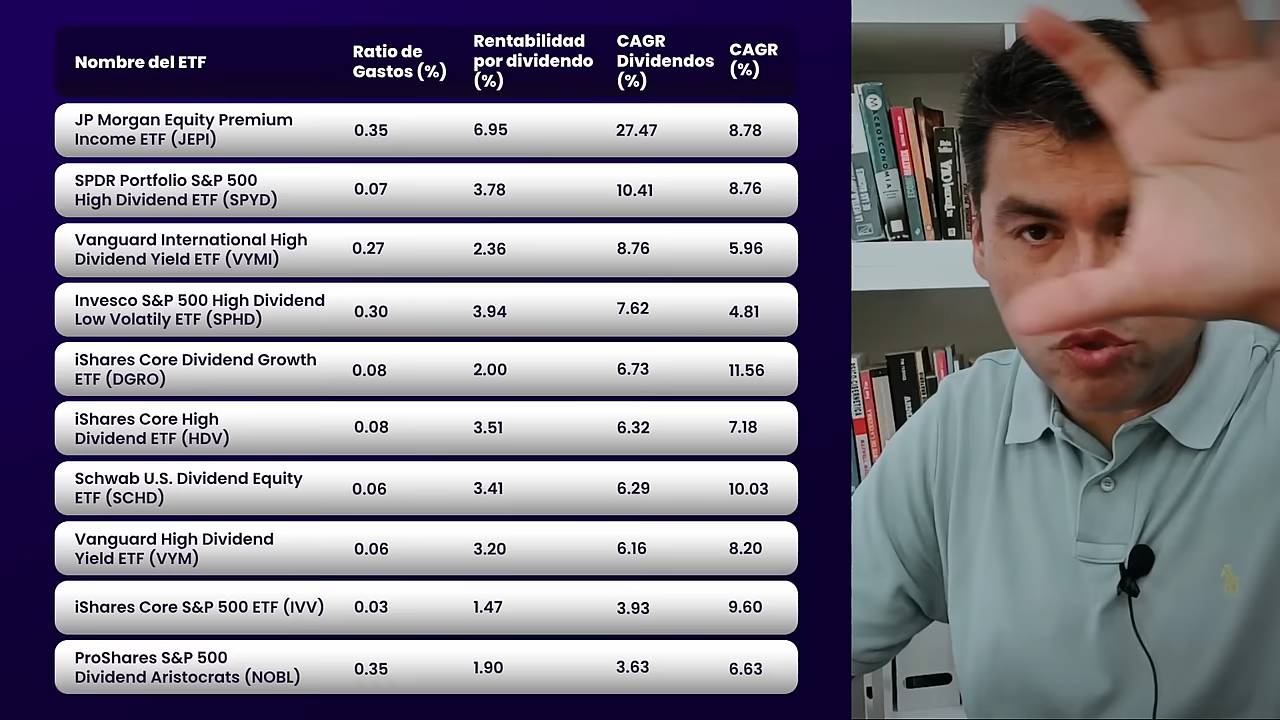 Nombre del ETF
Ratio de
Gastos (%)
Rentabilidad
por dividendo
(%)
CAGR
Dividendos
(%)
CAGR
(%)
JP Morgan Equity Premium
Income ETF (JEPI)
0.35
6.95
27.47
8.78
SPDR Portfolio S&P 500
High Dividend ETF (SPYD)
0.07
3.78
10.41
8.76
Vanguard International High
Dividend Yield ETF (VYMI)
0.27
2.36
8.76
5.96
Invesco S&P 500 High Dividend
Low Volatily ETF (SPHD)
0.30
3.94
7.62
4.81
iShares Core Dividend Growth
ETF (DGRO)
0.08
2.00
6.73
11.56
iShares Core High
Dividend ETF (HDV)
0.08
3.51
6.32
7.18
Schwab U.S. Dividend Equity
ETF (SCHD)
0.06
3.41
6.29
10.03
Vanguard High Dividend
Yield ETF (VYM)
0.06
3.20
6.16
8.20
iShares Core S&P 500 ETF (IVV)
0.03
1.47
3.93
9.60
ProShares S&P 500
Dividend Aristocrats (NOBL)
0.35
1.90
3.63
6.63
MACROECONOMÍA